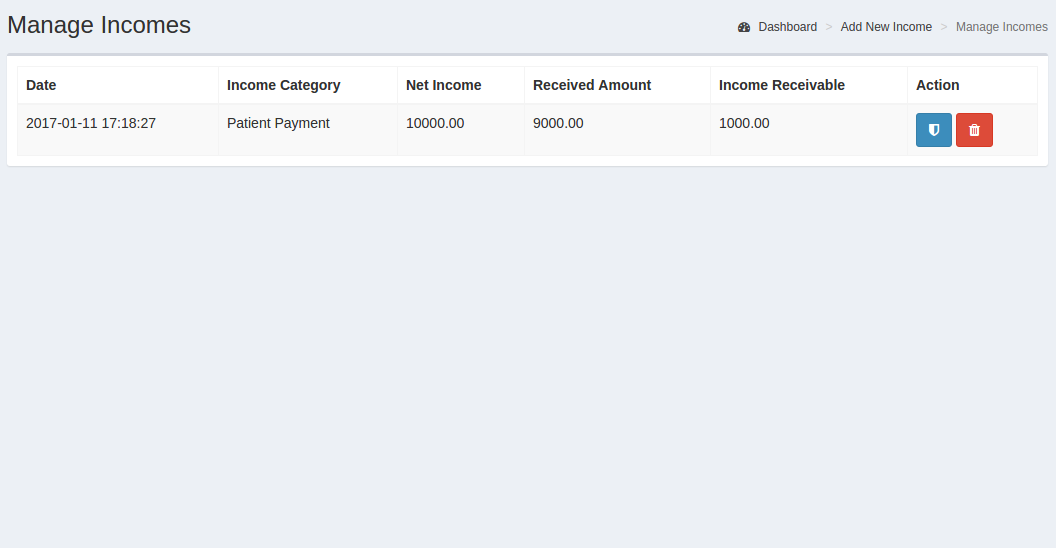 Manage Incomes
Dashboard > Add New Income > Manage Incomes
Date Income Category Net Income Received Amount Income Receivable Action
2017-01-11 17:18:27 Patient Payment 10000.00 9000.00 1000.00